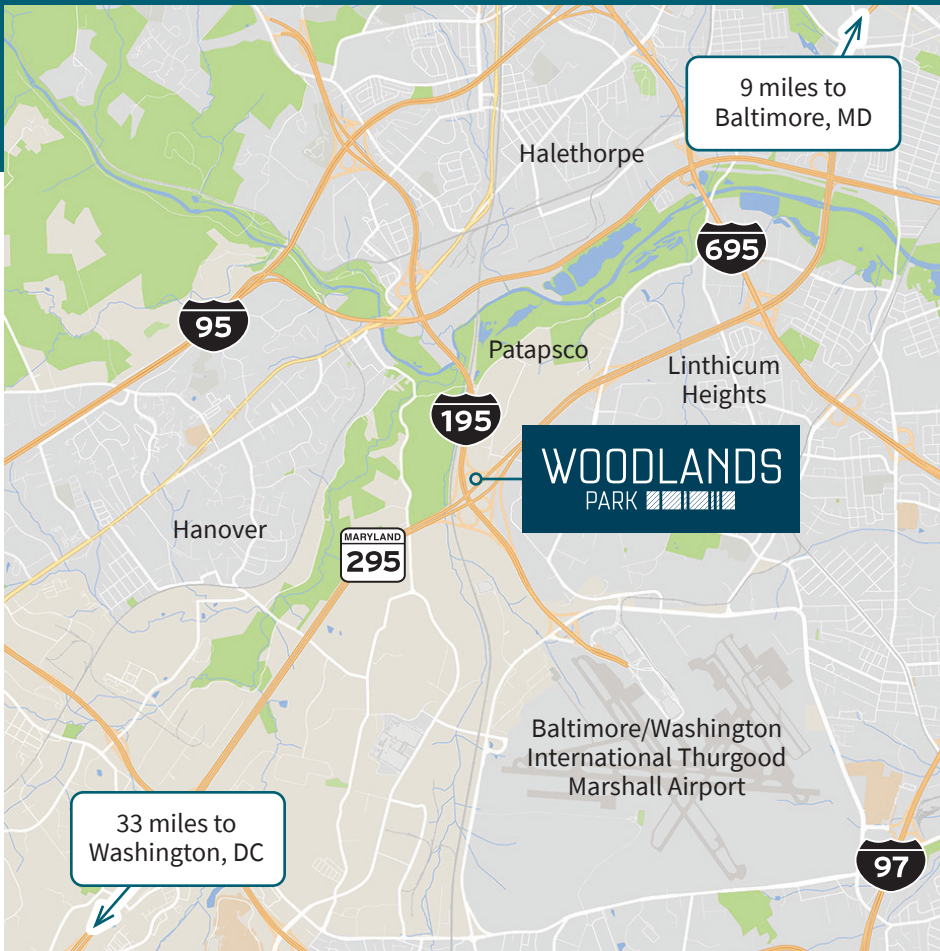 9 miles to
Baltimore, MD
Halethorpe
695
95
Patapsco
Linthicum
Heights
195
WOODLANDS
PARK
Hanover
MARYLAND
295
Baltimore/Washington
International Thurgood
Marshall Airport
33 miles to
Washington, DC
97